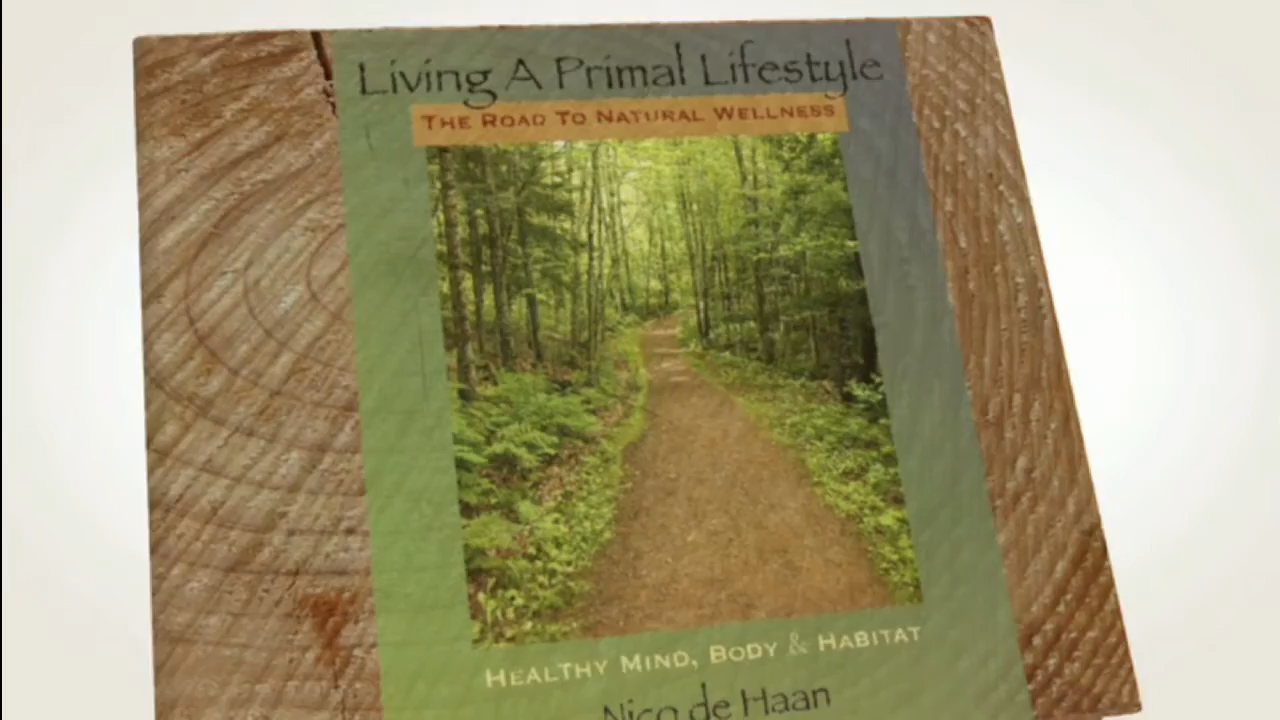 Living A Primal Lifestyle
THE ROAD TO NATURAL WELLNESS
HEALTHY MIND, BODY & HABITAT
Nico de Haan